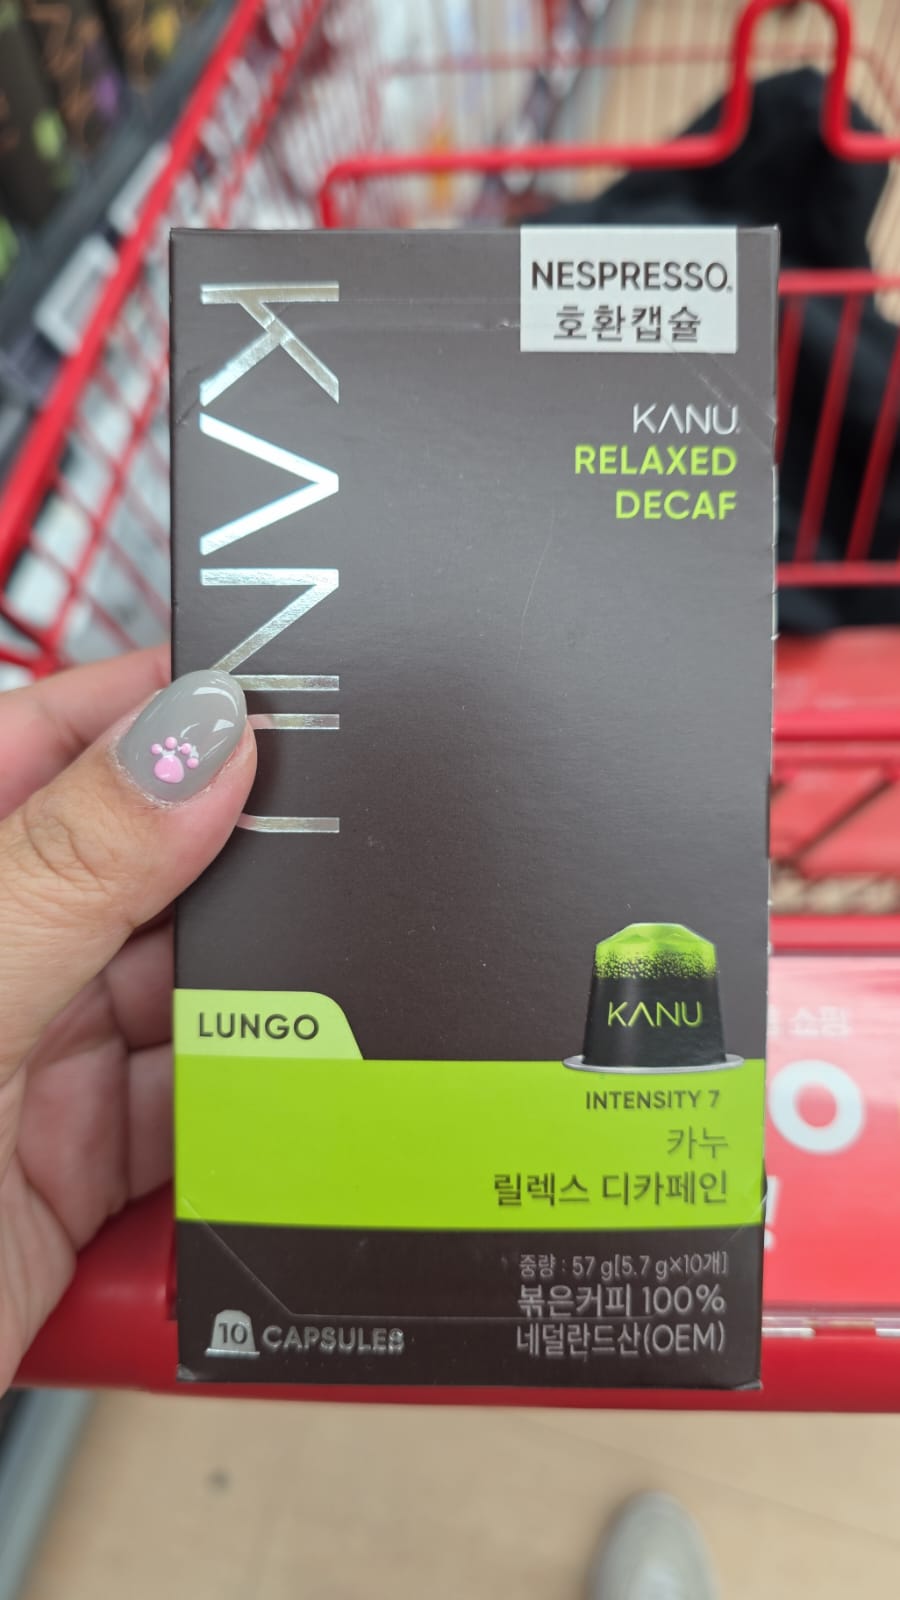 KANU
NESPRESSO®
호환캡슐
KANU®
RELAXED
DECAF
LUNGO
KANU
INTENSITY 7
카누
릴렉스 디카페인
중량 : 57 g[5.7 g×10개]
볶은커피 100%
네덜란드산(OEM)
10 CAPSULES
쇼핑